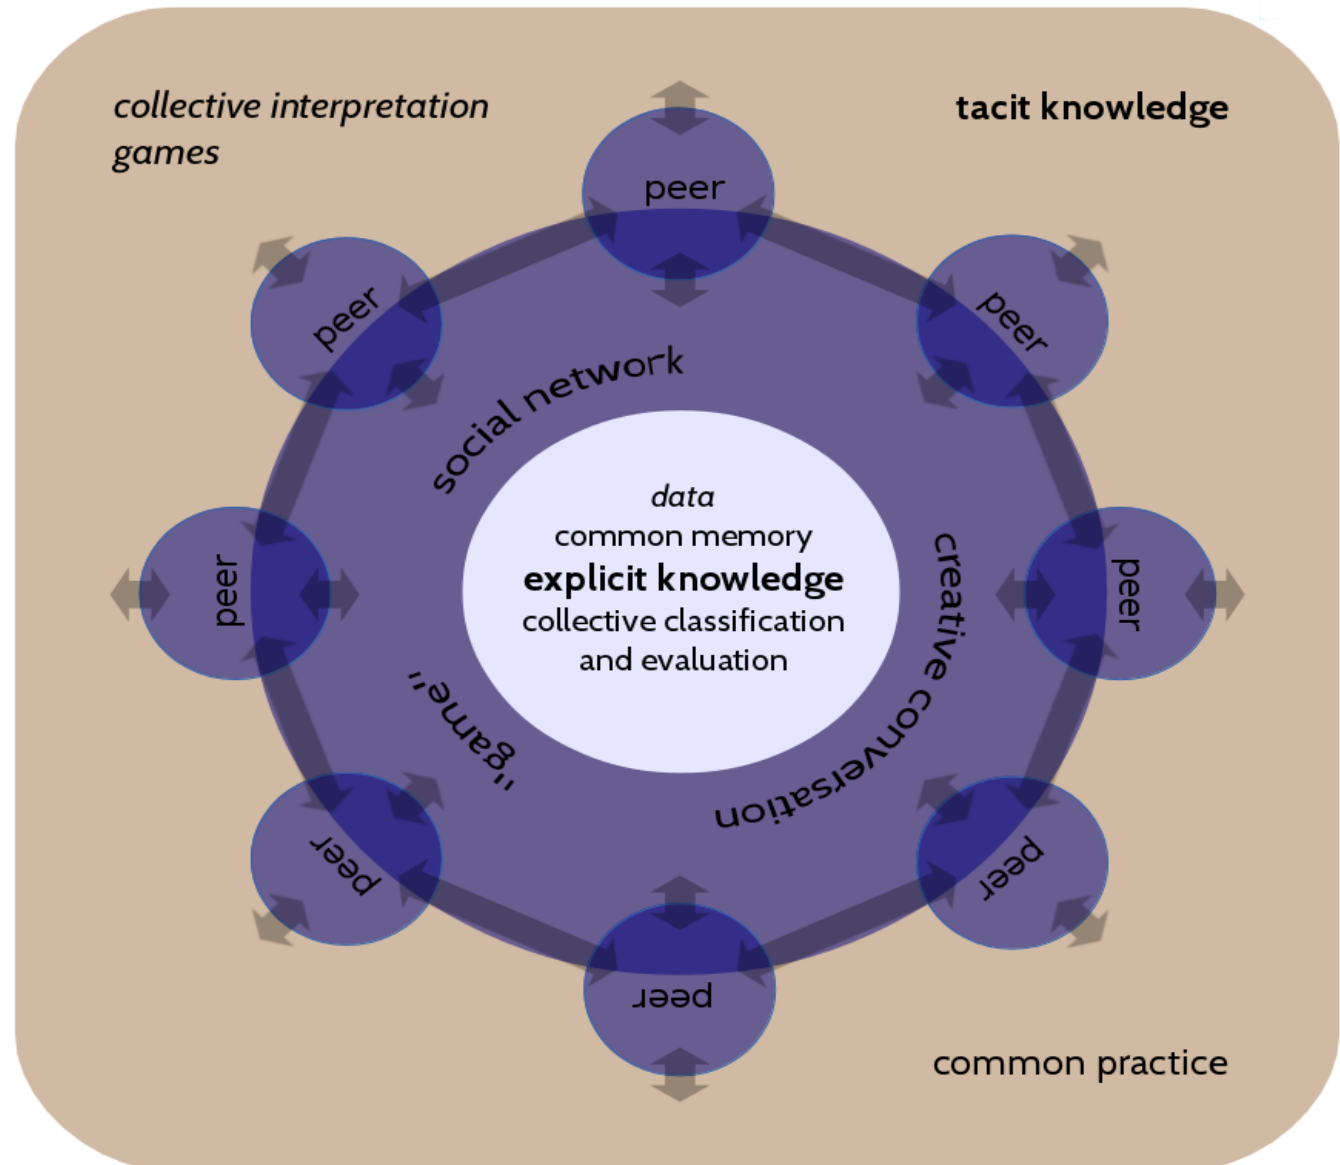 collective interpretation
games
tacit knowledge
peer
peer
peer
social network
data
common memory
explicit knowledge
collective classification
and evaluation
creative conversation
peer
peer
"game"
peer
peer
peer
common practice